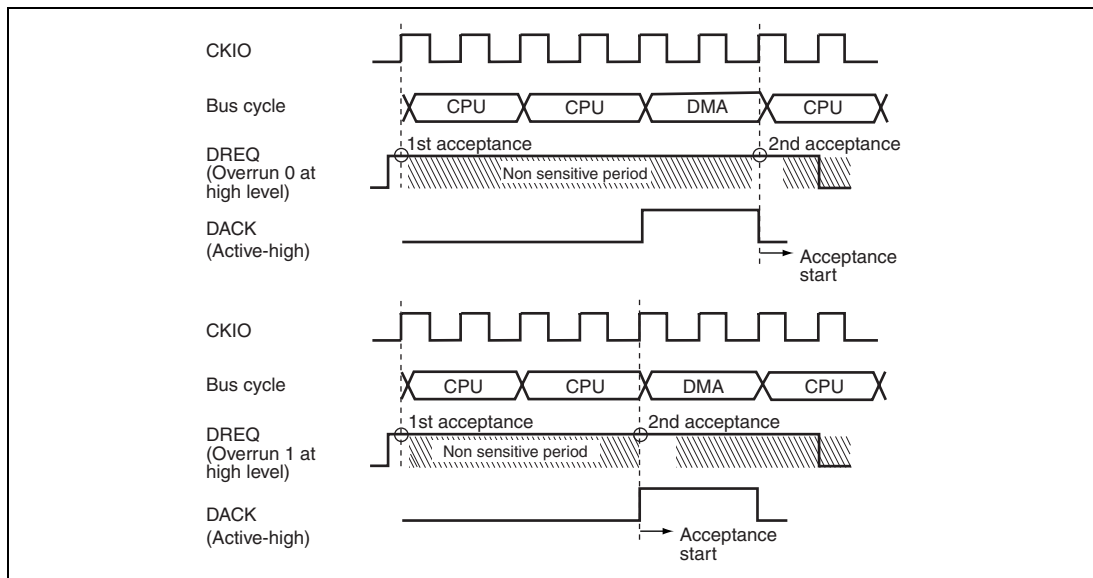 CKIO
Bus cycle
CPU CPU DMA CPU
1st acceptance 2nd acceptance
DREQ
(Overrun 0 at
high level)
Non sensitive period
DACK
(Active-high)
Acceptance
start
CKIO
Bus cycle
CPU CPU DMA CPU
1st acceptance 2nd acceptance
DREQ
(Overrun 1 at
high level)
Non sensitive period
DACK
(Active-high)
Acceptance
start